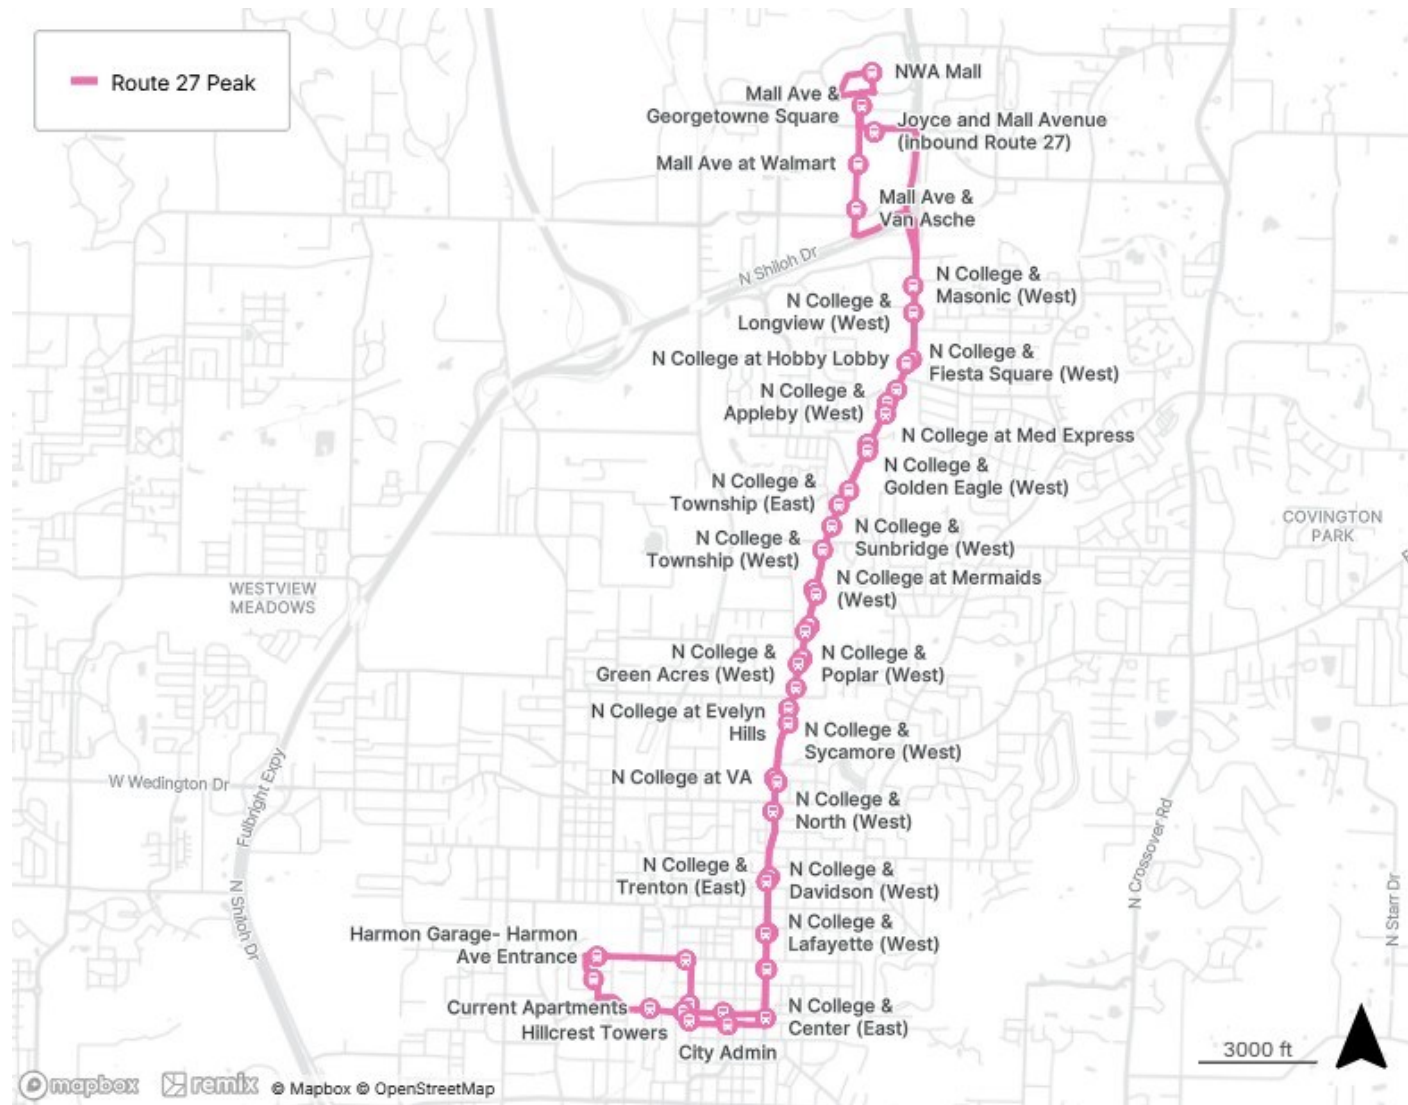 Route 27 Peak
NWA Mall
Mall Ave &
Georgetowne Square
Joyce and Mall Avenue
(inbound Route 27)
Mall Ave at Walmart
Mall Ave &
Van Asche
N Shiloh Dr
N College &
Masonic (West)
N College &
Longview (West)
N College at Hobby Lobby
N College &
Fiesta Square (West)
N College &
Appleby (West)
N College at Med Express
N College &
Golden Eagle (West)
N College &
Township (East)
N College &
Sunbridge (West)
COVINGTON
PARK
N College &
Township (West)
N College at Mermaids
(West)
WESTVIEW
MEADOWS
N College &
Green Acres (West)
N College &
Poplar (West)
N College at Evelyn
Hills
N College &
Sycamore (West)
N College at VA
W Wedington Dr
Fulbright Expy
N College &
North (West)
N Crossover Rd
N College &
Trenton (East)
N College &
Davidson (West)
N Shiloh Dr
N Starr Dr
N College &
Lafayette (West)
Harmon Garage- Harmon
Ave Entrance
Current Apartments
N College &
Center (East)
Hillcrest Towers
City Admin
3000 ft
mapbox
remix
© Mapbox © OpenStreetMap